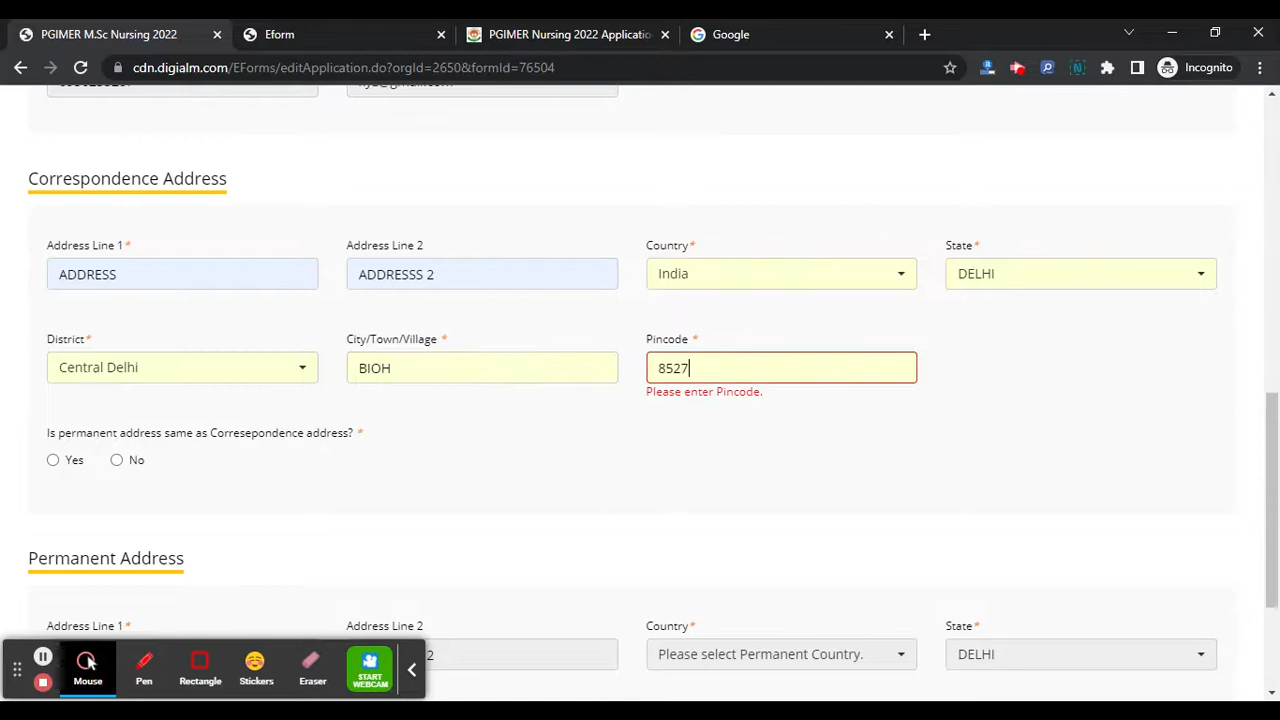 PGIMER M.Sc Nursing 2022
Eform
PGIMER Nursing 2022 Applicatio
Google
cdn.digialm.com/EForms/editApplication.do?orgId=2650&formId=76504
Incognito
Correspondence Address
Address Line 1*
Address Line 2
Country*
State*
ADDRESS
ADDRESSS 2
India
DELHI
District*
City/Town/Village *
Pincode *
Central Delhi
BIOH
8527
Please enter Pincode.
Is permanent address same as Corresepondence address? *
Yes
No
Permanent Address
Address Line 1*
Address Line 2
Country*
State*
2
Please select Permanent Country.
DELHI
Mouse
Pen
Rectangle
Stickers
Eraser
START
WEBCAM